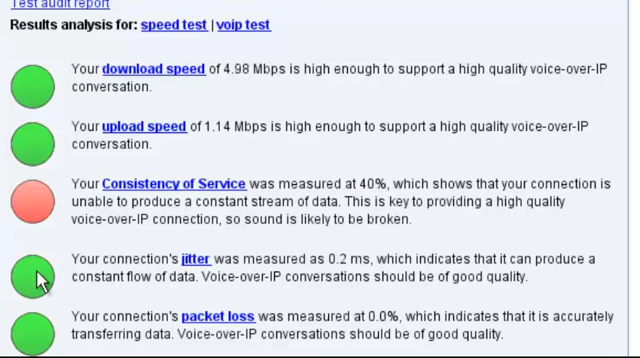 Test audit report
Results analysis for: speed test | voip test
Your download speed of 4.98 Mbps is high enough to support a high quality voice-over-IP
conversation.
Your upload speed of 1.14 Mbps is high enough to support a high quality voice-over-IP
conversation.
Your Consistency of Service was measured at 40%, which shows that your connection is
unable to produce a constant stream of data. This is key to providing a high quality
voice-over-IP connection, so sound is likely to be broken.
Your connection's jitter was measured as 0.2 ms, which indicates that it can produce a
constant flow of data. Voice-over-IP conversations should be of good quality.
Your connection's packet loss was measured at 0.0%, which indicates that it is accurately
transferring data. Voice-over-IP conversations should be of good quality.